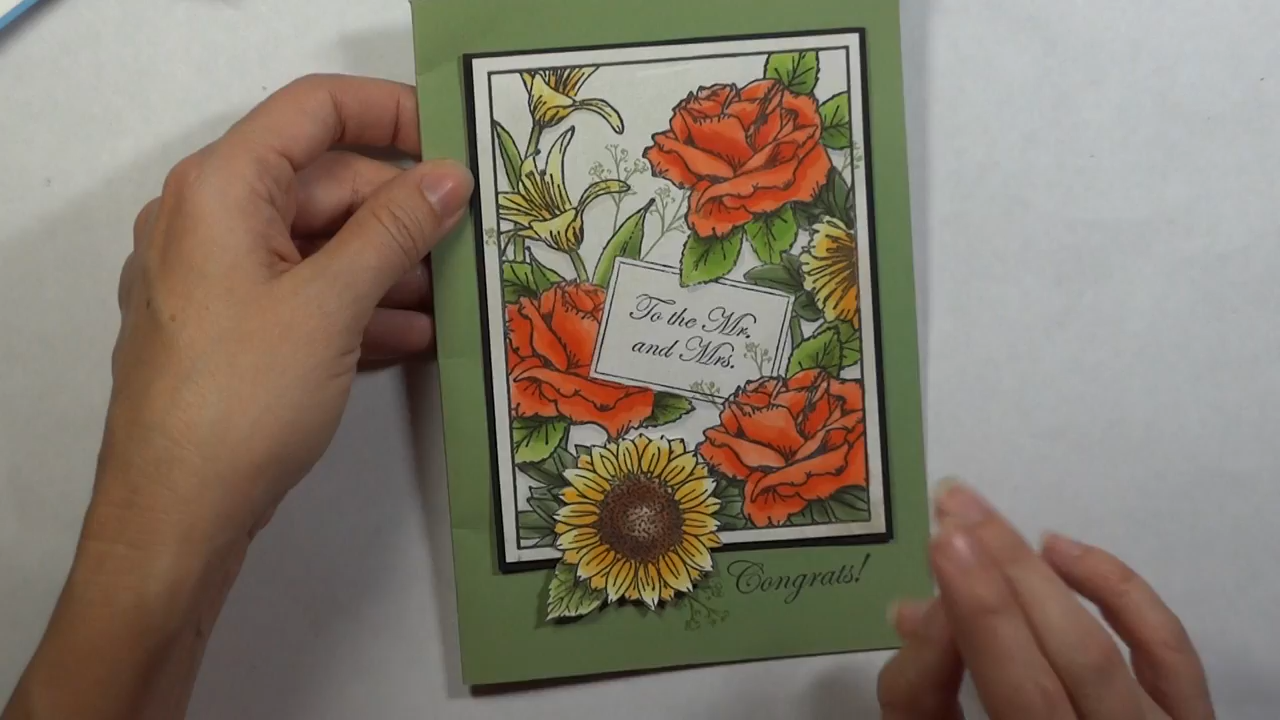 To the Mr.
and Mrs.
Congrats!